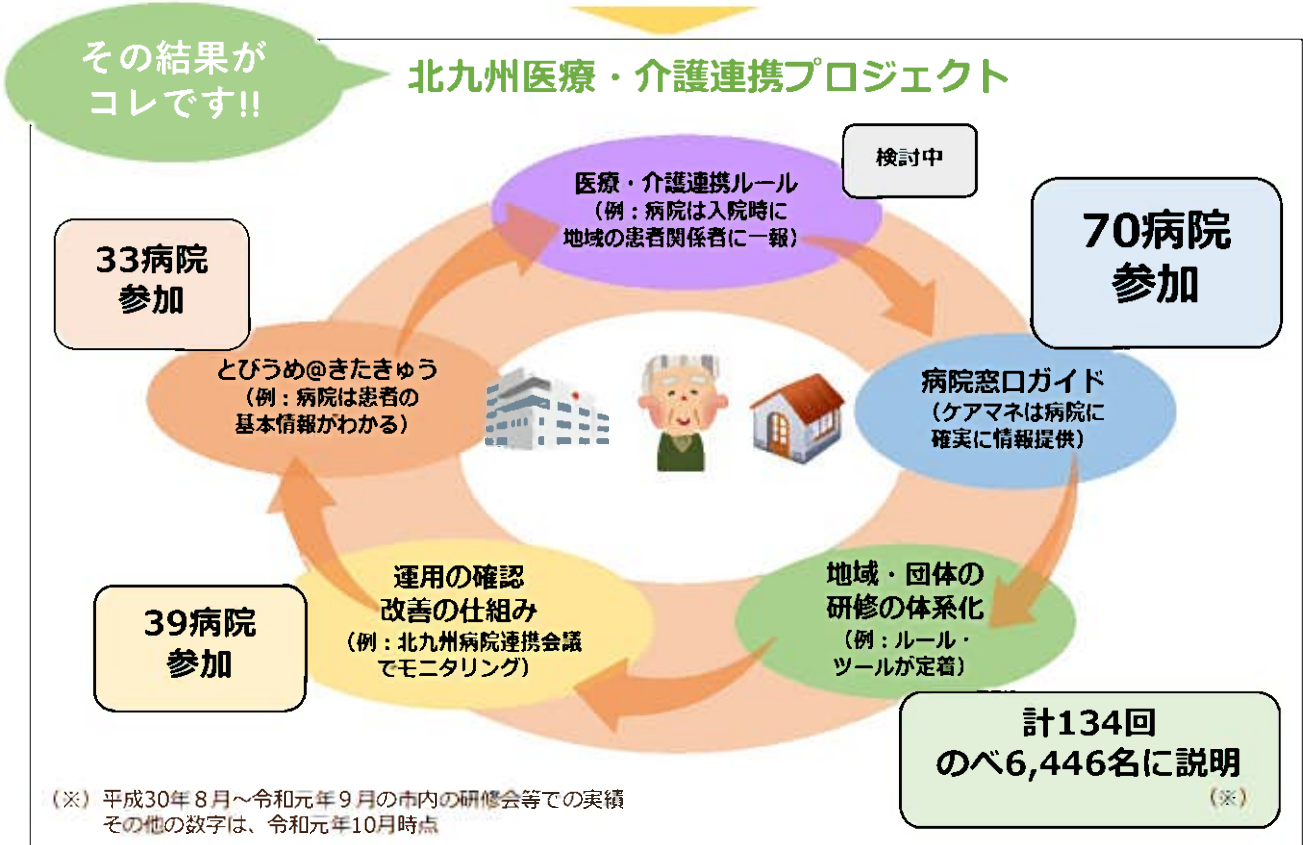 その結果が
コレです!!
北九州医療・介護連携プロジェクト
検討中
医療・介護連携ルール
（例：病院は入院時に
地域の患者関係者に一報）
70病院
参加
33病院
参加
とびうめ@きたきゅう
（例：病院は患者の
基本情報がわかる）
病院窓口ガイド
（ケアマネは病院に
確実に情報提供）
運用の確認
改善の仕組み
（例：北九州病院連携会議
でモニタリング）
地域・団体の
研修の体系化
（例：ルール・
ツールが定着）
39病院
参加
計134回
のべ6,446名に説明
（※）
（※）平成30年８月～令和元年９月の市内の研修会等での実績
その他の数字は、令和元年10月時点